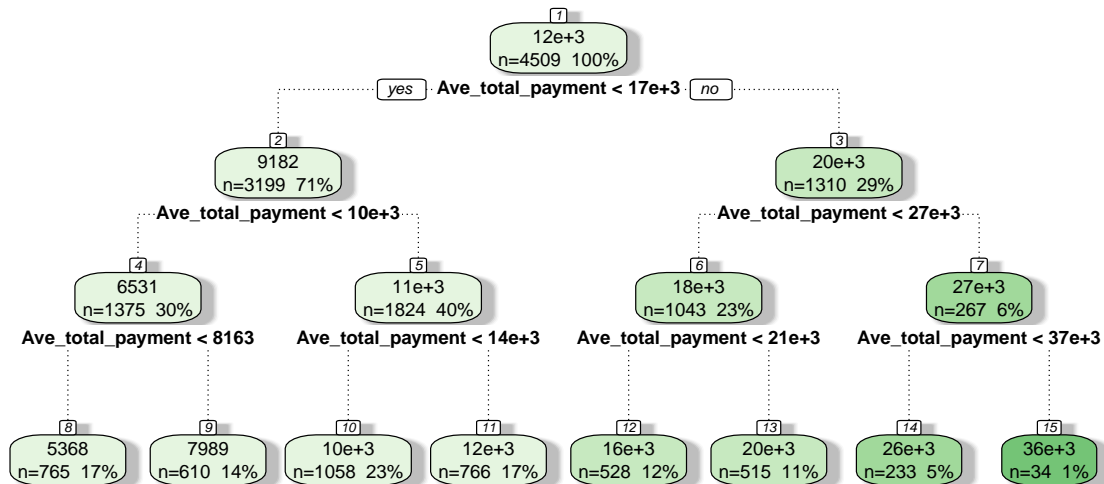 1
12e+3
n=4509 100%
yes Ave_total_payment < 17e+3 no
2
9182
n=3199 71%
3
20e+3
n=1310 29%
Ave_total_payment < 10e+3
Ave_total_payment < 27e+3
4
6531
n=1375 30%
5
11e+3
n=1824 40%
6
18e+3
n=1043 23%
7
27e+3
n=267 6%
Ave_total_payment < 8163
Ave_total_payment < 14e+3
Ave_total_payment < 21e+3
Ave_total_payment < 37e+3
8
5368
n=765 17%
9
7989
n=610 14%
10
10e+3
n=1058 23%
11
12e+3
n=766 17%
12
16e+3
n=528 12%
13
20e+3
n=515 11%
14
26e+3
n=233 5%
15
36e+3
n=34 1%